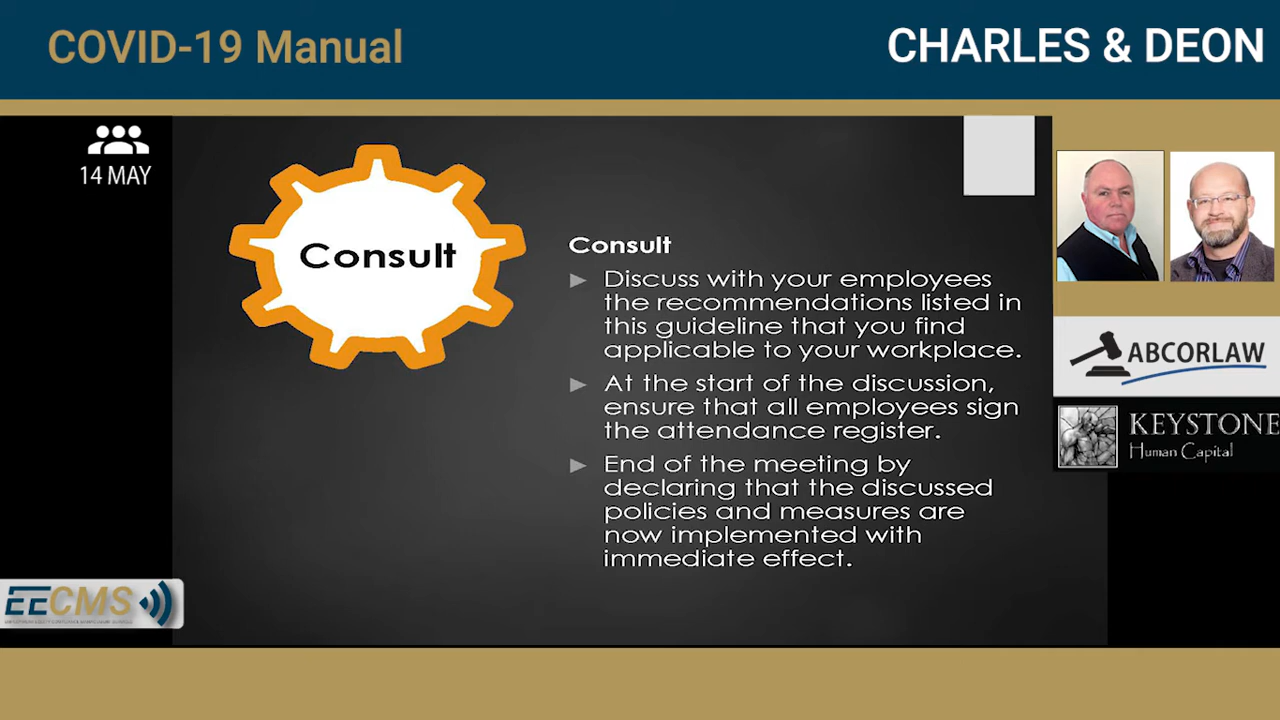 COVID-19 Manual
CHARLES & DEON
14 MAY
Consult
Consult
Discuss with your employees
the recommendations listed in
this guideline that you find
applicable to your workplace.
At the start of the discussion,
ensure that all employees sign
the attendance register.
End of the meeting by
declaring that the discussed
policies and measures are
now implemented with
immediate effect.
ABCORLAW
KEYSTONE
Human Capital
EECMS